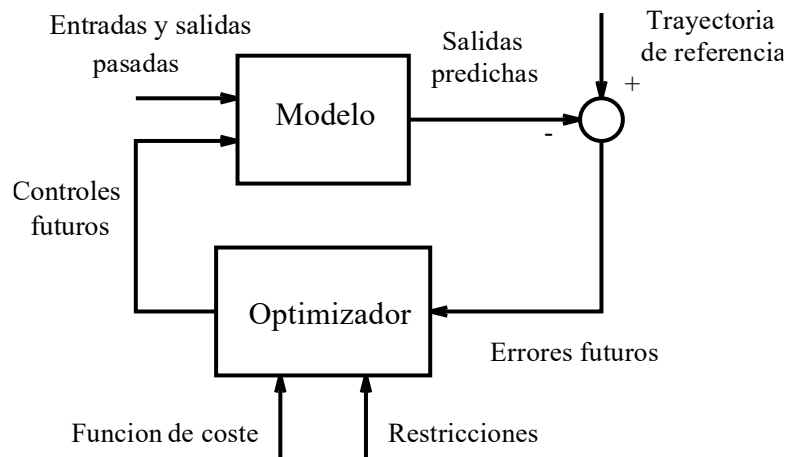 Entradas y salidas
pasadas
Salidas
predichas
Trayectoria
de referencia
+
Modelo
-
Controles
futuros
Optimizador
Errores futuros
Funcion de coste
Restricciones